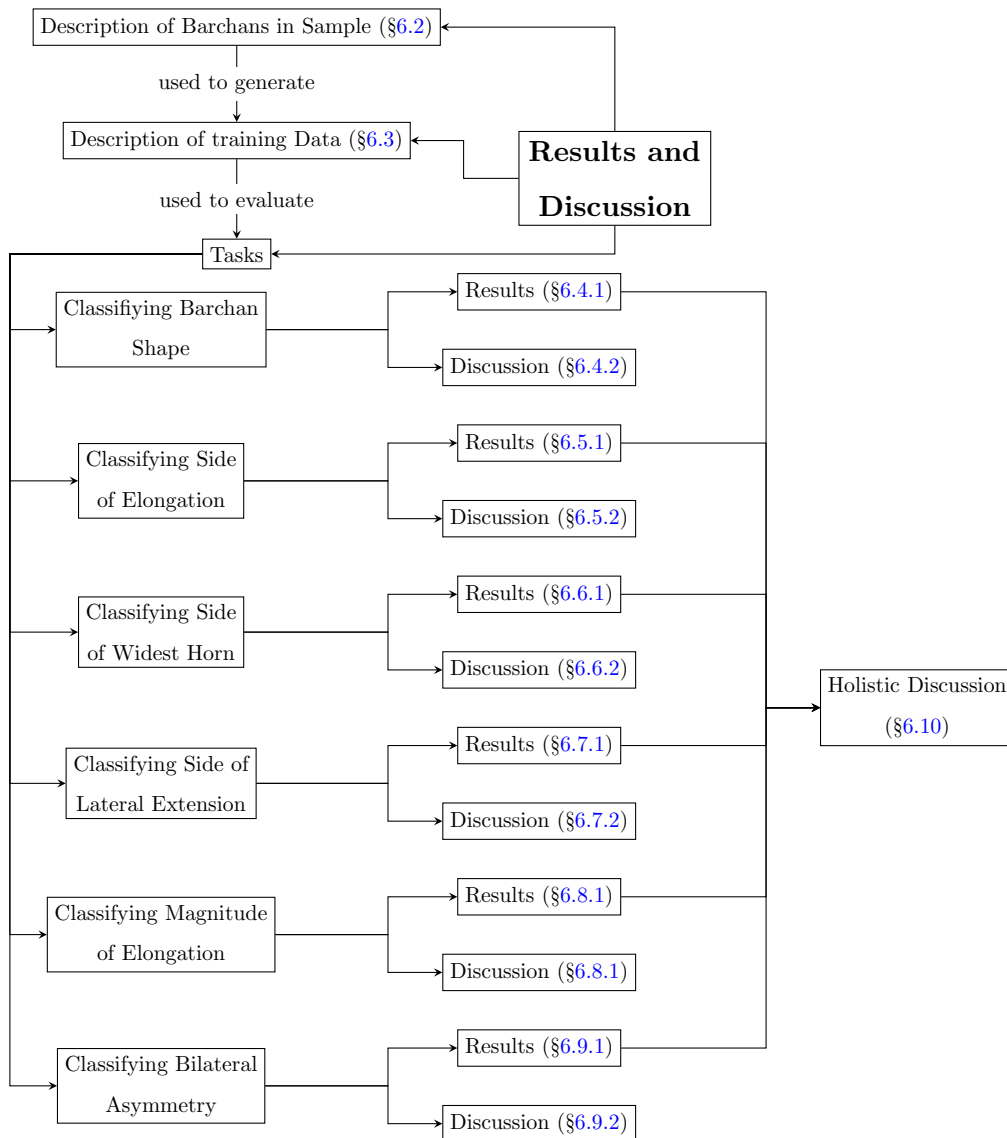 Description of Barchans in Sample (§6.2)
used to generate
Description of training Data (§6.3)
Results and
Discussion
used to evaluate
Tasks
Classifiying Barchan
Shape
Results (§6.4.1)
Discussion (§6.4.2)
Classifying Side
of Elongation
Results (§6.5.1)
Discussion (§6.5.2)
Classifying Side
of Widest Horn
Results (§6.6.1)
Discussion (§6.6.2)
Classifying Side of
Lateral Extension
Results (§6.7.1)
Discussion (§6.7.2)
Classifying Magnitude
of Elongation
Results (§6.8.1)
Discussion (§6.8.1)
Classifying Bilateral
Asymmetry
Results (§6.9.1)
Discussion (§6.9.2)
Holistic Discussion
(§6.10)